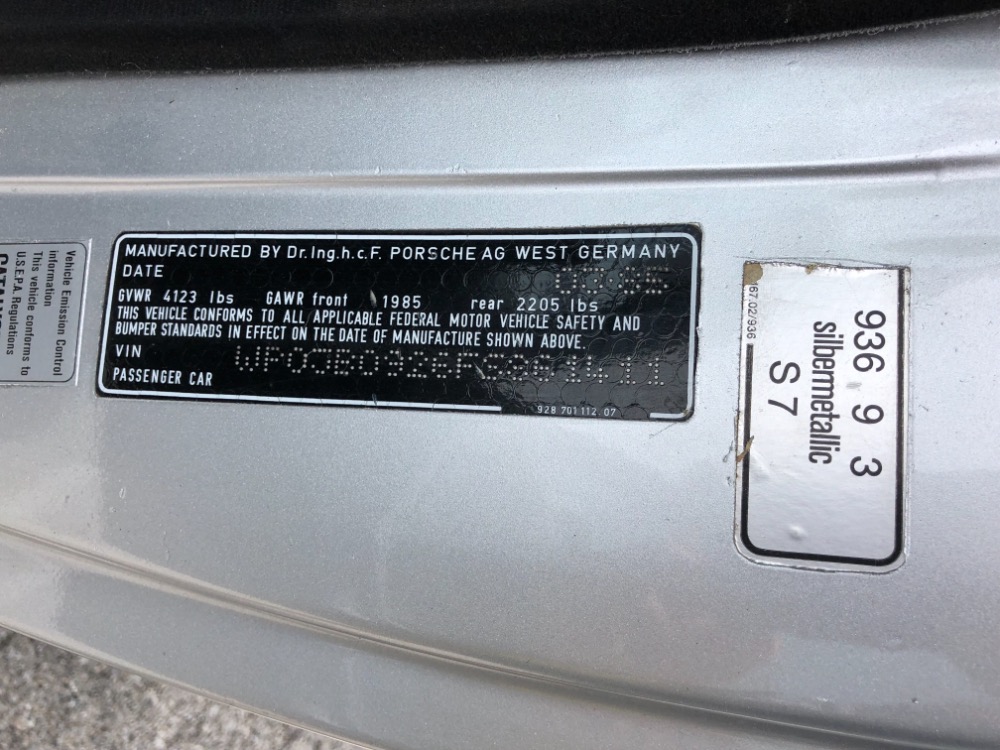 Vehicle Emission Control
This vehicle conforms to
U.S.E.P.A. Regulations
MANUFACTURED BY Dr.Ing.h.c.F. PORSCHE AG WEST GERMANY
DATE
GVWR 4123 lbs GAWR front 1985 rear 2205 lbs
THIS VEHICLE CONFORMS TO ALL APPLICABLE FEDERAL MOTOR VEHICLE SAFETY AND
BUMPER STANDARDS IN EFFECT ON THE DATE OF MANUFACTURE SHOWN ABOVE.
VIN
PASSENGER CAR
928 701 112.07
936 9 3
silbermetallic
S 7
67.02/936